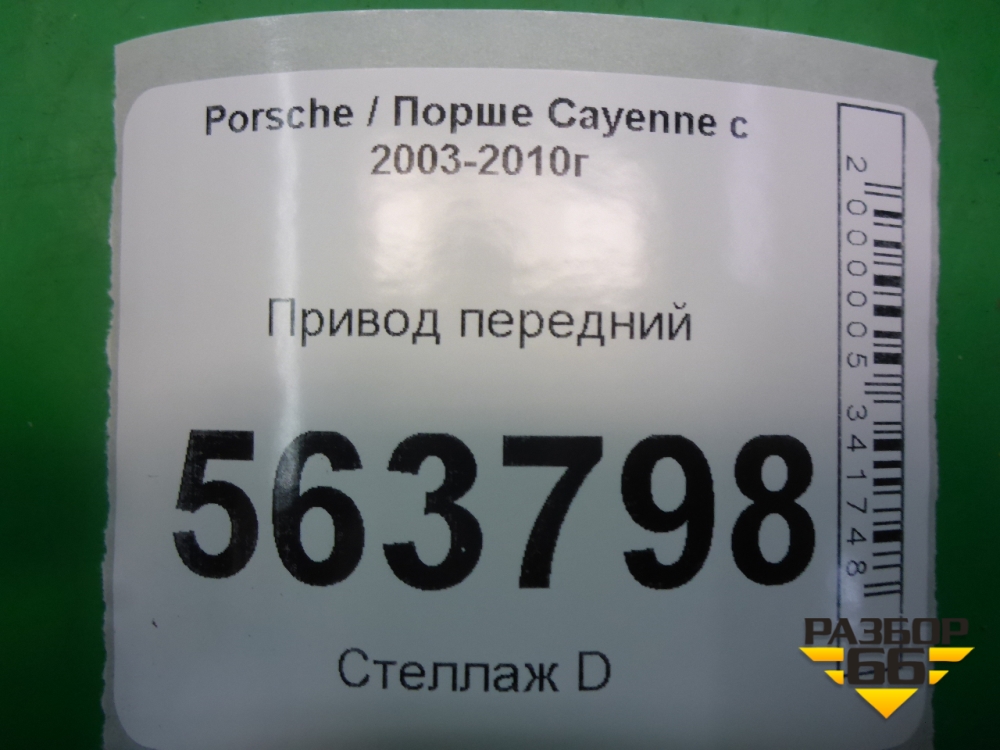 Porsche / Порше Cayenne с
2003-2010г
Привод передний
563798
Стеллаж D
2000005341748
РАЗБОР
66